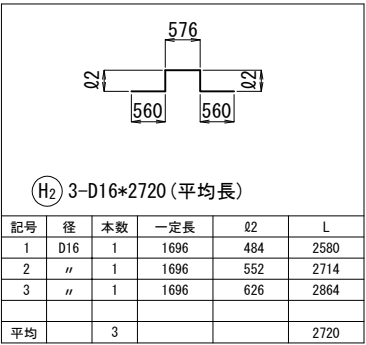 576
ℓ2 ℓ2
560 560
H2 3-D16*2720(平均長)
記号 径 本数 一定長 ℓ2 L
1 D16 1 1696 484 2580
2 〃 1 1696 552 2714
3 〃 1 1696 626 2864
平均 3 2720